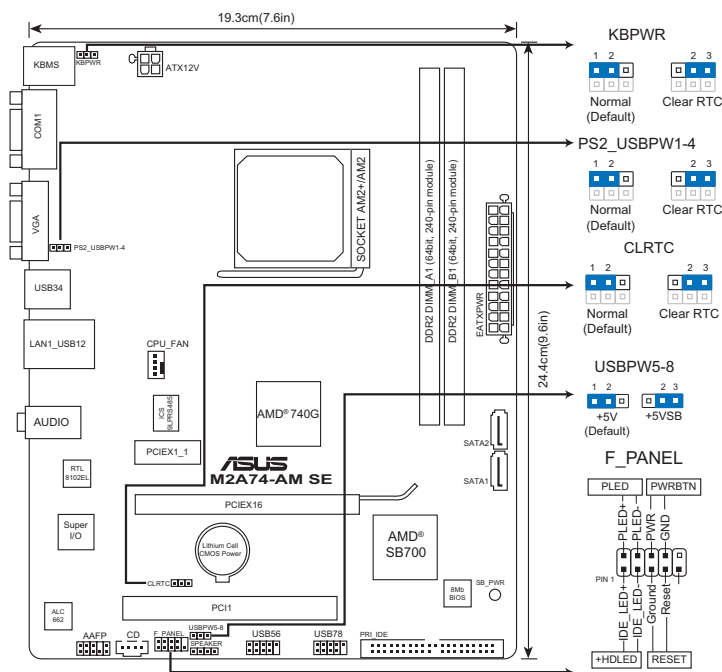 19.3cm(7.6in)
KBMS
KBPWR
ATX12V
COM1
VGA
PS2_USBPW1-4
SOCKET AM2+/AM2
DDR2 DIMM_A1 (64bit, 240-pin module)
DDR2 DIMM_B1 (64bit, 240-pin module)
EATXPWR
24.4cm(9.6in)
USB34
LAN1_USB12
CPU_FAN
AUDIO
ICS
9LPRS485
AMD® 740G
PCIEX1_1
RTL
8102EL
ASUS
M2A74-AM SE
SATA2
SATA1
PCIEX16
Super
I/O
Lithium Cell
CMOS Power
AMD®
SB700
CLRTC
8Mb
BIOS
SB_PWR
PCI1
ALC
662
AAFP
CD
F_PANEL
USBPW5-8
SPEAKER
USB56
USB78
PRI_IDE
KBPWR
1 2
2 3
Normal
(Default)
Clear RTC
PS2_USBPW1-4
1 2
2 3
Normal
(Default)
Clear RTC
CLRTC
1 2
2 3
Normal
(Default)
Clear RTC
USBPW5-8
1 2
2 3
+5V
(Default)
+5VSB
F_PANEL
PLED
PWRBTN
PLED+
PLED-
PWR
GND
PIN 1
IDE_LED+
IDE_LED-
Ground
Reset
+HDLED
RESET